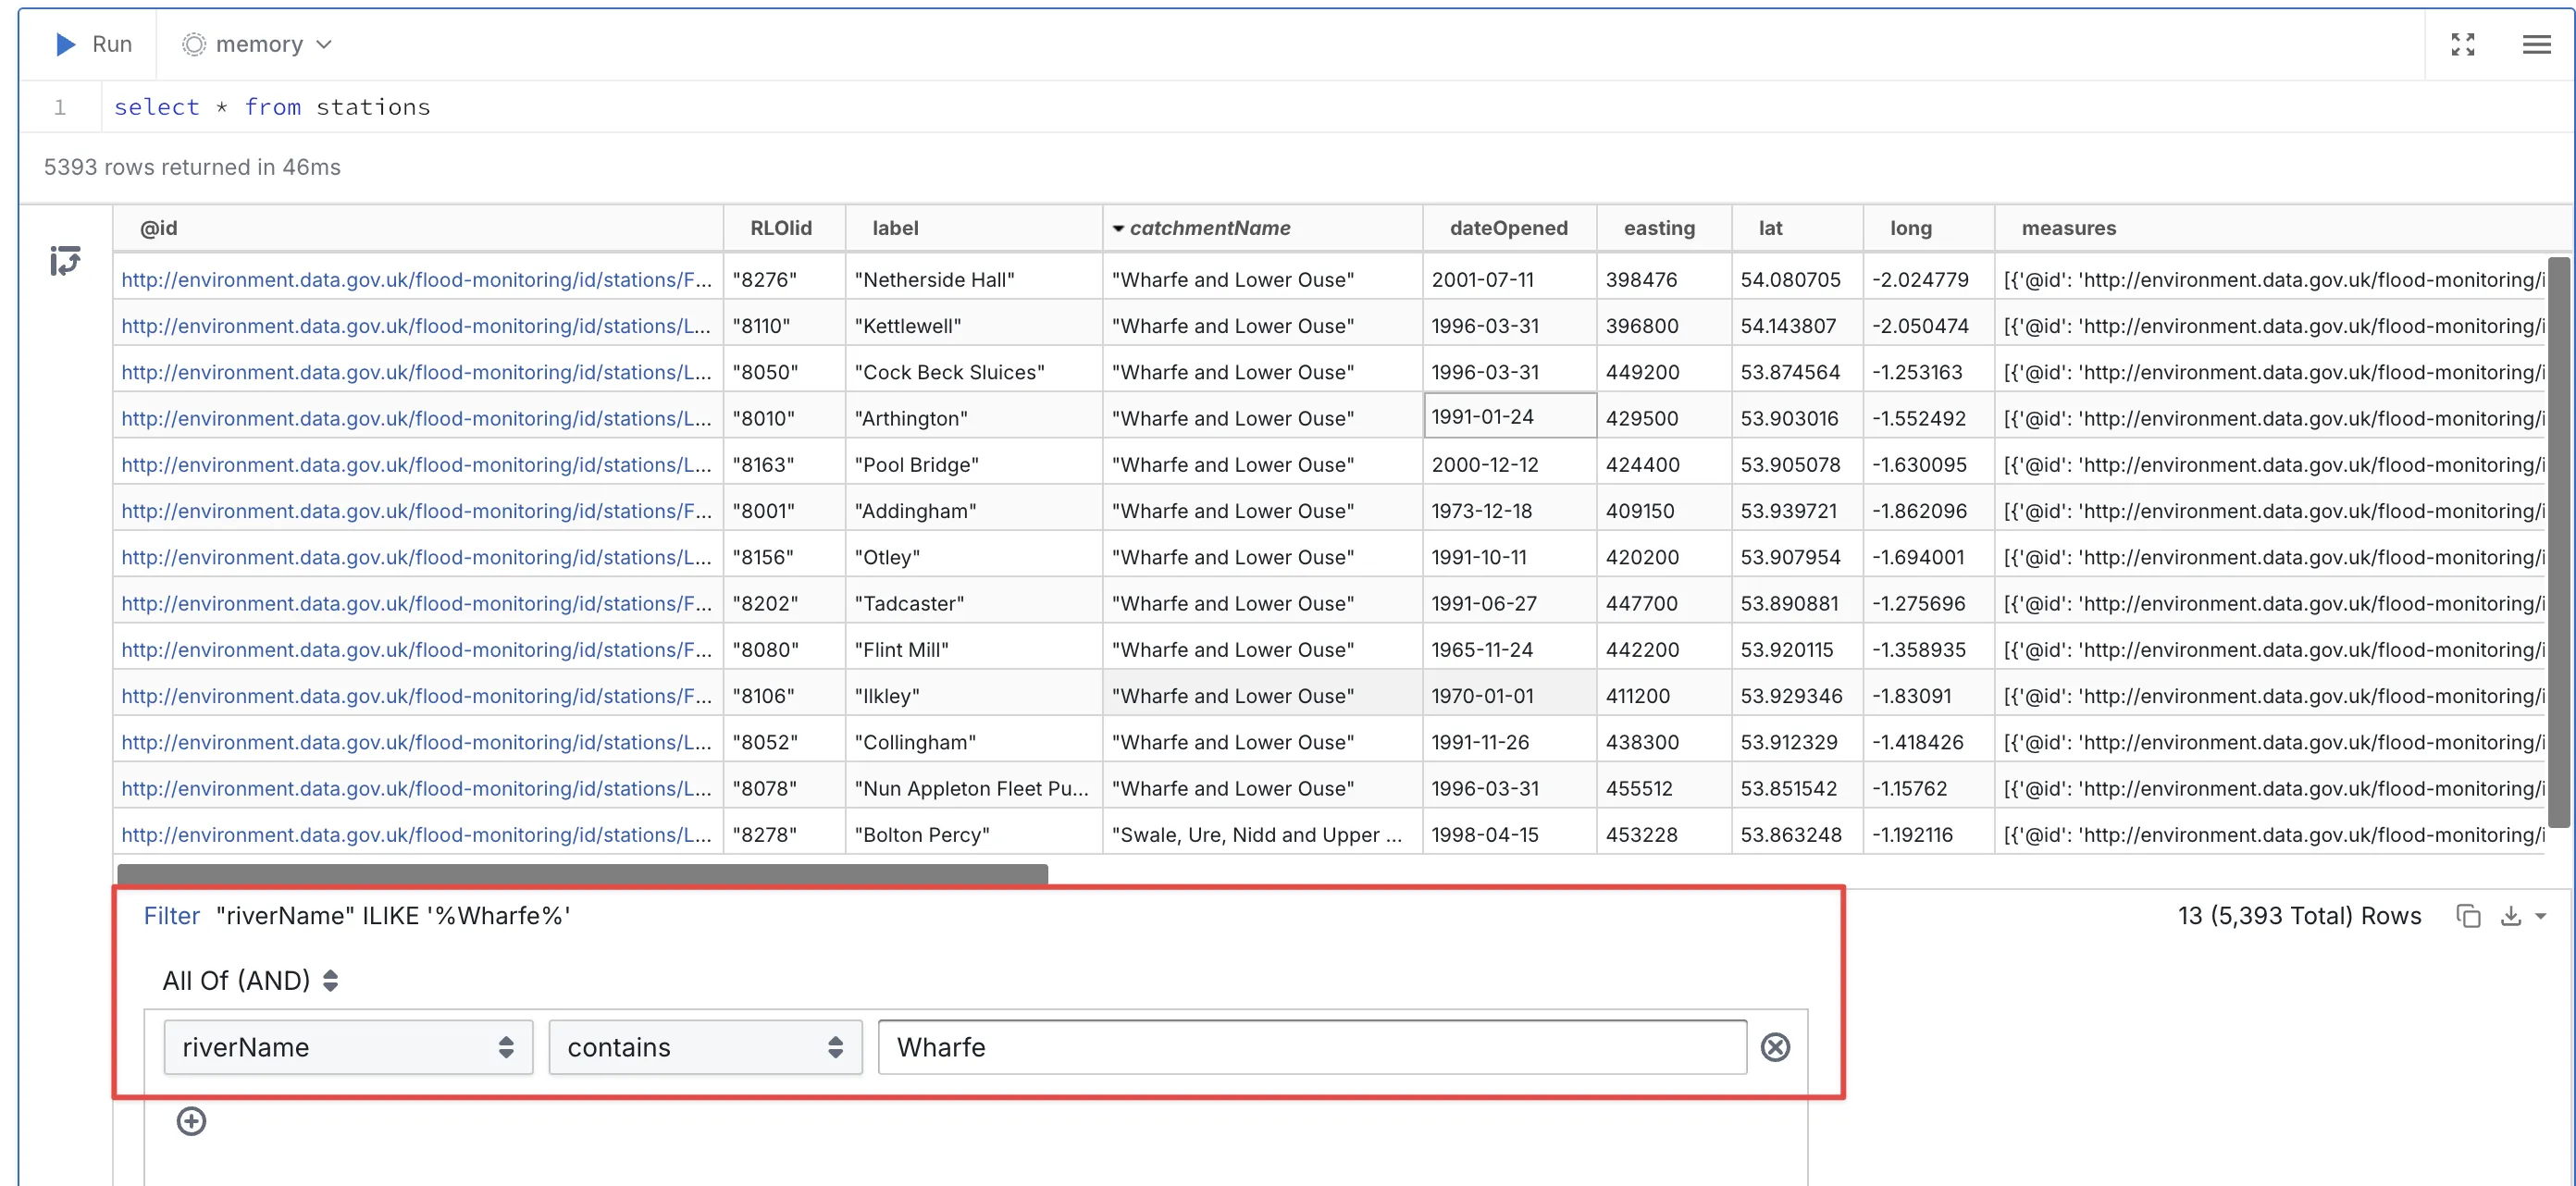 Run memory
1 select * from stations
5393 rows returned in 46ms
@id RLOIid label catchmentName dateOpened easting lat long measures
http://environment.data.gov.uk/flood-monitoring/id/stations/F... "8276" "Netherside Hall" "Wharfe and Lower Ouse" 2001-07-11 398476 54.080705 -2.024779 [{'@id': 'http://environment.data.gov.uk/flood-monitoring/i
http://environment.data.gov.uk/flood-monitoring/id/stations/L... "8110" "Kettlewell" "Wharfe and Lower Ouse" 1996-03-31 396800 54.143807 -2.050474 [{'@id': 'http://environment.data.gov.uk/flood-monitoring/i
http://environment.data.gov.uk/flood-monitoring/id/stations/L... "8050" "Cock Beck Sluices" "Wharfe and Lower Ouse" 1996-03-31 449200 53.874564 -1.253163 [{'@id': 'http://environment.data.gov.uk/flood-monitoring/i
http://environment.data.gov.uk/flood-monitoring/id/stations/L... "8010" "Arthington" "Wharfe and Lower Ouse" 1991-01-24 429500 53.903016 -1.552492 [{'@id': 'http://environment.data.gov.uk/flood-monitoring/i
http://environment.data.gov.uk/flood-monitoring/id/stations/L... "8163" "Pool Bridge" "Wharfe and Lower Ouse" 2000-12-12 424400 53.905078 -1.630095 [{'@id': 'http://environment.data.gov.uk/flood-monitoring/i
http://environment.data.gov.uk/flood-monitoring/id/stations/F... "8001" "Addingham" "Wharfe and Lower Ouse" 1973-12-18 409150 53.939721 -1.862096 [{'@id': 'http://environment.data.gov.uk/flood-monitoring/i
http://environment.data.gov.uk/flood-monitoring/id/stations/L... "8156" "Otley" "Wharfe and Lower Ouse" 1991-10-11 420200 53.907954 -1.694001 [{'@id': 'http://environment.data.gov.uk/flood-monitoring/i
http://environment.data.gov.uk/flood-monitoring/id/stations/F... "8202" "Tadcaster" "Wharfe and Lower Ouse" 1991-06-27 447700 53.890881 -1.275696 [{'@id': 'http://environment.data.gov.uk/flood-monitoring/i
http://environment.data.gov.uk/flood-monitoring/id/stations/F... "8080" "Flint Mill" "Wharfe and Lower Ouse" 1965-11-24 442200 53.920115 -1.358935 [{'@id': 'http://environment.data.gov.uk/flood-monitoring/i
http://environment.data.gov.uk/flood-monitoring/id/stations/F... "8106" "Ilkley" "Wharfe and Lower Ouse" 1970-01-01 411200 53.929346 -1.83091 [{'@id': 'http://environment.data.gov.uk/flood-monitoring/i
http://environment.data.gov.uk/flood-monitoring/id/stations/L... "8052" "Collingham" "Wharfe and Lower Ouse" 1991-11-26 438300 53.912329 -1.418426 [{'@id': 'http://environment.data.gov.uk/flood-monitoring/i
http://environment.data.gov.uk/flood-monitoring/id/stations/L... "8078" "Nun Appleton Fleet Pu... "Wharfe and Lower Ouse" 1996-03-31 455512 53.851542 -1.15762 [{'@id': 'http://environment.data.gov.uk/flood-monitoring/i
http://environment.data.gov.uk/flood-monitoring/id/stations/L... "8278" "Bolton Percy" "Swale, Ure, Nidd and Upper ... 1998-04-15 453228 53.863248 -1.192116 [{'@id': 'http://environment.data.gov.uk/flood-monitoring/i
Filter "riverName" ILIKE '%Wharfe%' 13 (5,393 Total) Rows
All Of (AND)
riverName contains Wharfe